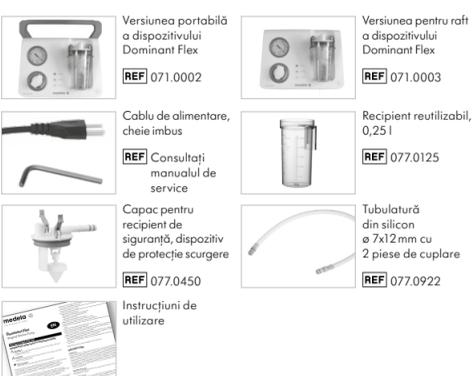 Versiunea portabilă
a dispozitivului
Dominant Flex
REF 071.0002
Versiunea pentru raft
a dispozitivului
Dominant Flex
REF 071.0003
Cablu de alimentare,
cheie imbus
REF Consultați
manualul de
service
Recipient reutilizabil,
0,25 l
REF 077.0125
Capac pentru
recipient de
siguranță, dispozitiv
de protecție scurgere
REF 077.0450
Tubulatură
din silicon
ø 7x12 mm cu
2 piese de cuplare
REF 077.0922
Instrucțiuni de
utilizare
medela